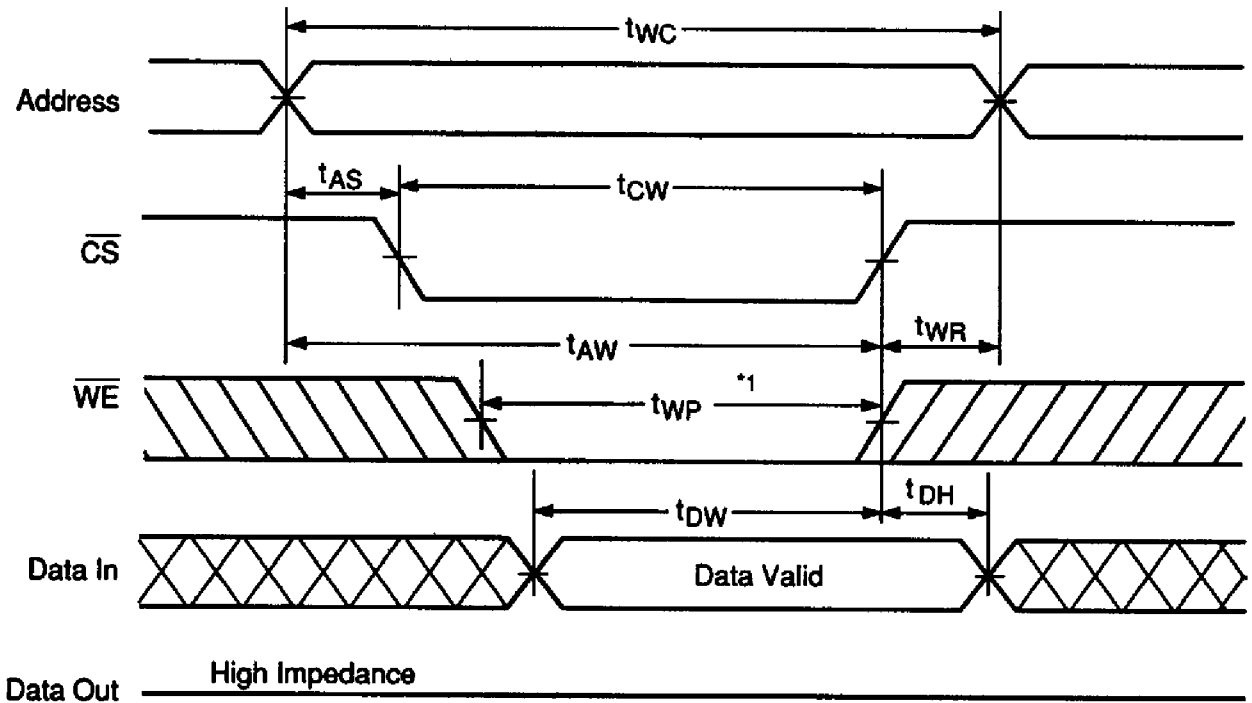 tWC
Address
tAS
tCW
CS
tAW
tWR
WE
tWP *1
tDW
tDH
Data In
Data Valid
High Impedance
Data Out